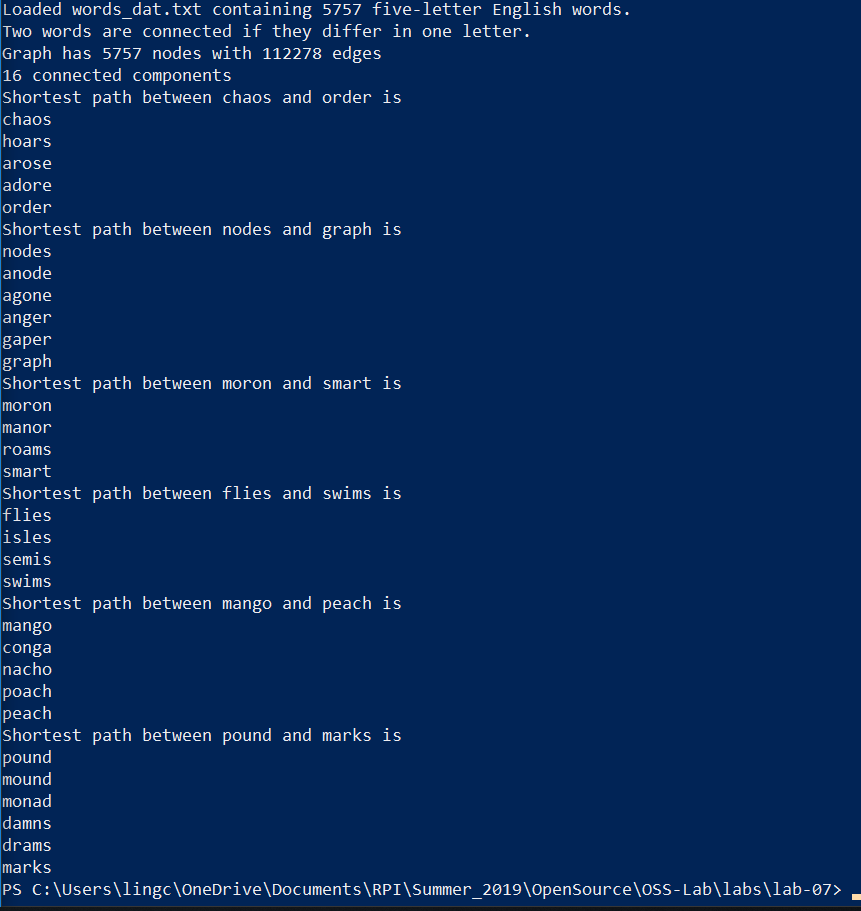 Loaded words_dat.txt containing 5757 five-letter English words.
Two words are connected if they differ in one letter.
Graph has 5757 nodes with 112278 edges
16 connected components
Shortest path between chaos and order is
chaos
hoars
arose
adore
order
Shortest path between nodes and graph is
nodes
anode
agone
anger
gaper
graph
Shortest path between moron and smart is
moron
manor
roams
smart
Shortest path between flies and swims is
flies
isles
semis
swims
Shortest path between mango and peach is
mango
conga
nacho
poach
peach
Shortest path between pound and marks is
pound
mound
monad
damns
drams
marks
PS C:\Users\lingc\OneDrive\Documents\RPI\Summer_2019\OpenSource\OSS-Lab\labs\lab-07>